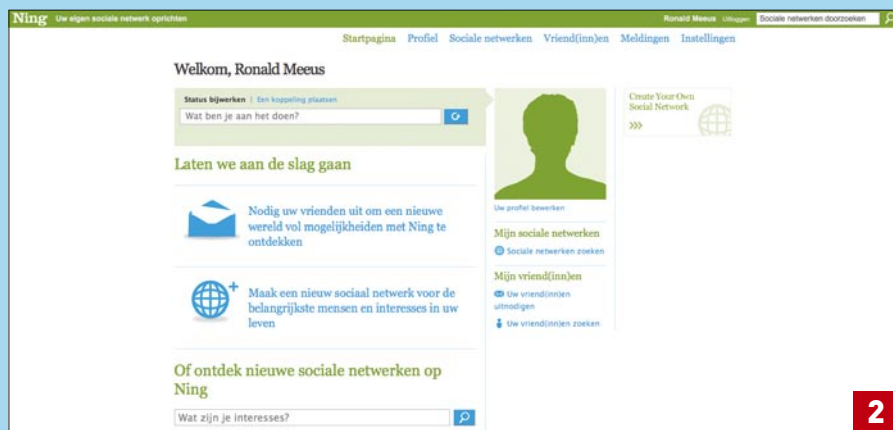 Ning Uw eigen sociale netwerk oprichten
Ronald Meeus Uitloggen Sociale netwerken doorzoeken
Startpagina Profiel Sociale netwerken Vriend(inn)en Meldingen Instellingen
Welkom, Ronald Meeus
Status bijwerken | Een koppeling plaatsen
Wat ben je aan het doen?
Laten we aan de slag gaan
Nodig uw vrienden uit om een nieuwe
wereld vol mogelijkheden met Ning te
ontdekken
Maak een nieuw sociaal netwerk voor de
belangrijkste mensen en interesses in uw
leven
Of ontdek nieuwe sociale netwerken op
Ning
Wat zijn je interesses?
Uw profiel bewerken
Mijn sociale netwerken
Sociale netwerken zoeken
Mijn vriend(inn)en
Uw vriend(inn)en
uitnodigen
Uw vriend(inn)en zoeken
Create Your Own
Social Network
>>>
2